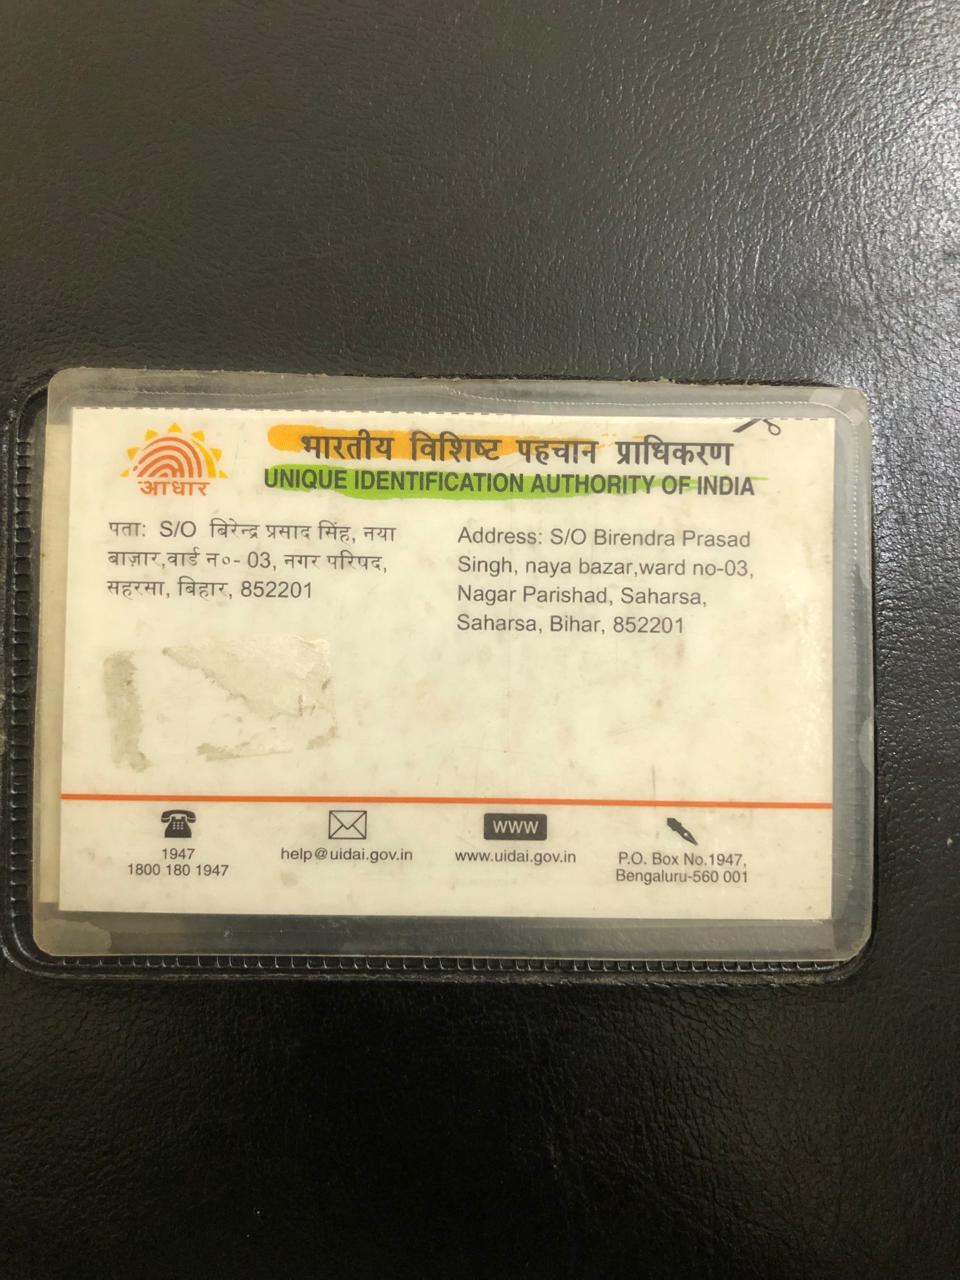 भारतीय विशिष्ट पहचान प्राधिकरण
UNIQUE IDENTIFICATION AUTHORITY OF INDIA
आधार
पता: S/O बिरेन्द्र प्रसाद सिंह, नया
बाज़ार,वार्ड न०- 03, नगर परिषद,
सहरसा, बिहार, 852201
Address: S/O Birendra Prasad
Singh, naya bazar,ward no-03,
Nagar Parishad, Saharsa,
Saharsa, Bihar, 852201
1947
1800 180 1947
help@uidai.gov.in
www
www.uidai.gov.in
P.O. Box No.1947,
Bengaluru-560 001